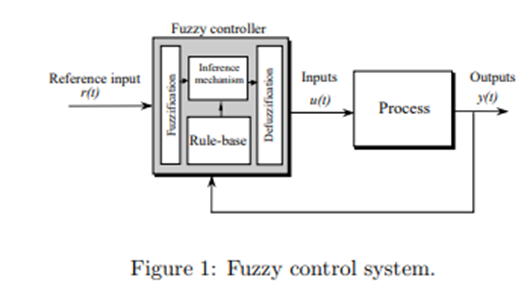 Fuzzy controller
Reference input
r(t)
Fuzzification
Inference
mechanism
Rule-base
Defuzzification
Inputs
u(t)
Process
Outputs
y(t)
Figure 1: Fuzzy control system.